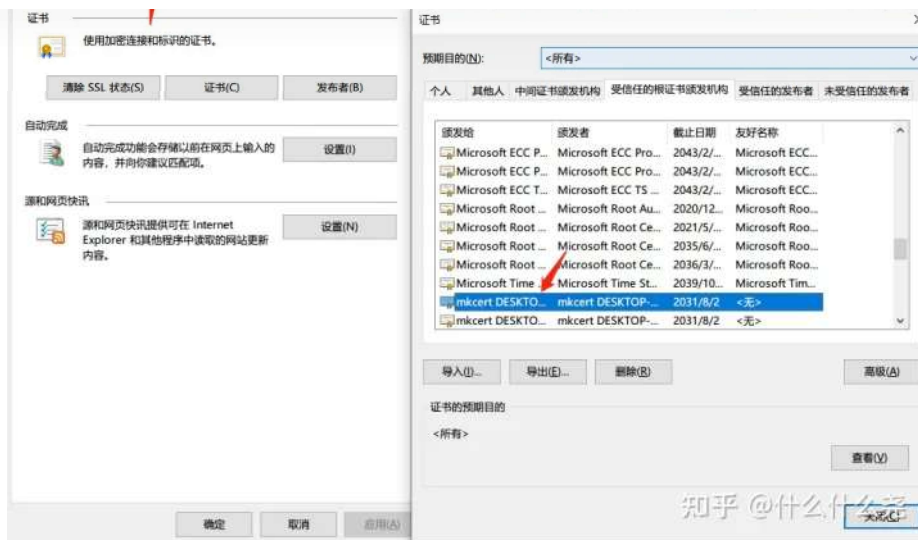 证书
使用加密连接和标识的证书。
清除 SSL 状态(S)
证书(C)
发布者(B)
自动完成
自动完成功能会存储以前在网页上输入的
内容，并向你建议匹配项。
设置(I)
源和网页快讯
源和网页快讯提供可在 Internet
Explorer 和其他程序中读取的网站更新
内容。
设置(N)
确定
取消
应用(A)
证书
预期目的(N):
<所有>
个人 其他人 中间证书颁发机构 受信任的根证书颁发机构 受信任的发布者 未受信任的发布者
颁发给 颁发者 截止日期 友好名称
Microsoft ECC P... Microsoft ECC Pro... 2043/2/... Microsoft ECC...
Microsoft ECC P... Microsoft ECC Pro... 2043/2/... Microsoft ECC...
Microsoft ECC T... Microsoft ECC TS ... 2043/2/... Microsoft ECC...
Microsoft Root ... Microsoft Root Au... 2020/12... Microsoft Roo...
Microsoft Root ... Microsoft Root Ce... 2021/5/... Microsoft Roo...
Microsoft Root ... Microsoft Root Ce... 2035/6/... Microsoft Roo...
Microsoft Root ... Microsoft Root Ce... 2036/3/... Microsoft Roo...
Microsoft Time ... Microsoft Time St... 2039/10... Microsoft Tim...
mkcert DESKTO... mkcert DESKTOP-... 2031/8/2 <无>
mkcert DESKTO... mkcert DESKTOP-... 2031/8/2 <无>
导入(I)...
导出(E)...
删除(R)
高级(A)
证书的预期目的
<所有>
查看(V)
关闭(C)
知乎 @什么什么尧